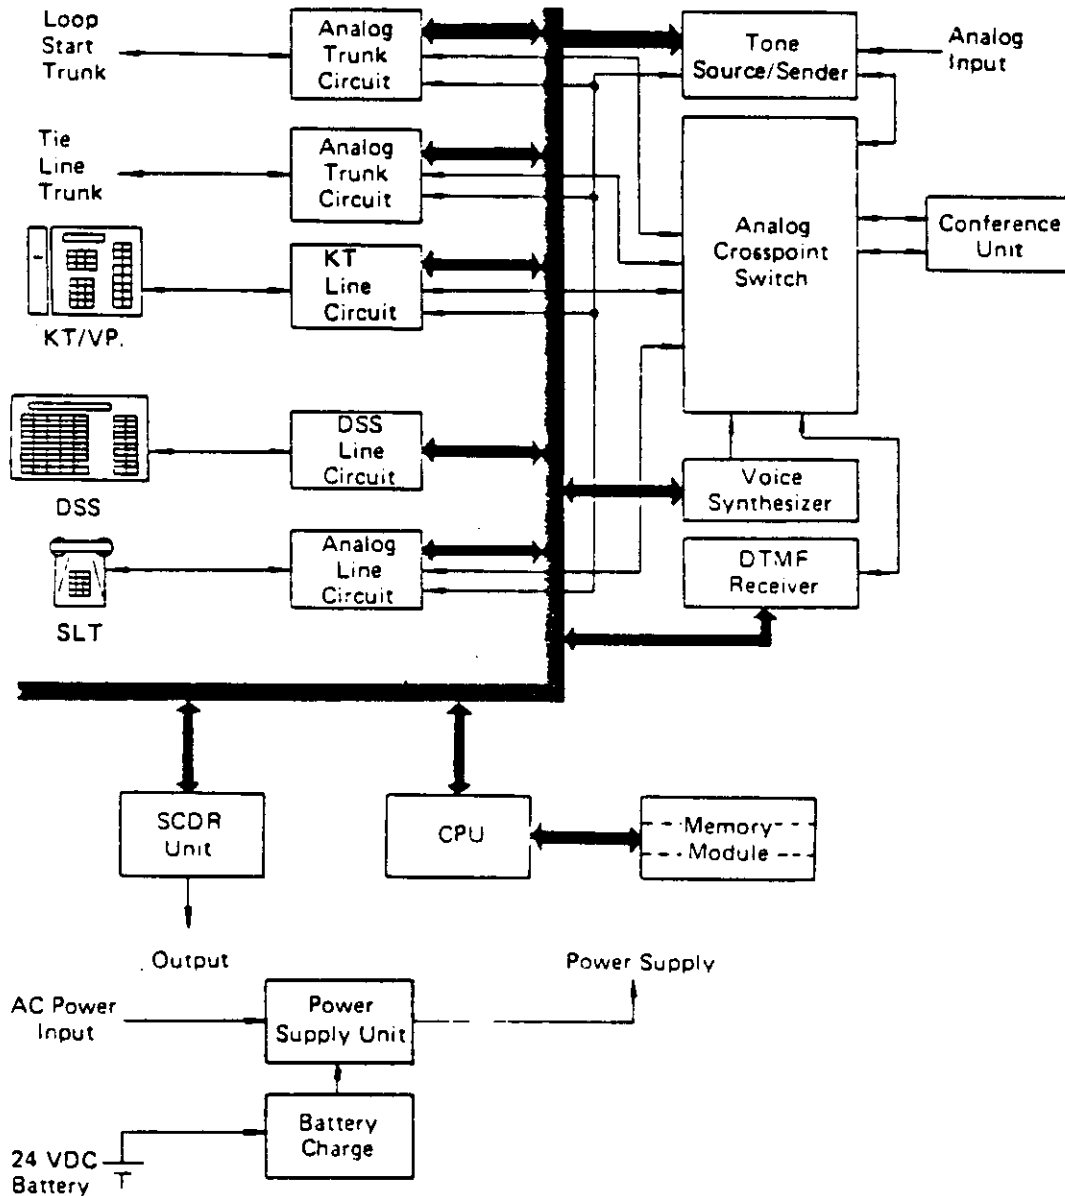 Loop
Start
Trunk
Analog
Trunk
Circuit
Tone
Source/Sender
Analog
Input
Tie
Line
Trunk
Analog
Trunk
Circuit
Analog
Crosspoint
Switch
Conference
Unit
KT/VP.
KT
Line
Circuit
DSS
DSS
Line
Circuit
Voice
Synthesizer
SLT
Analog
Line
Circuit
DTMF
Receiver
SCDR
Unit
CPU
Memory
Module
Output
Power Supply
AC Power
Input
Power
Supply Unit
Battery
Charge
24 VDC
Battery